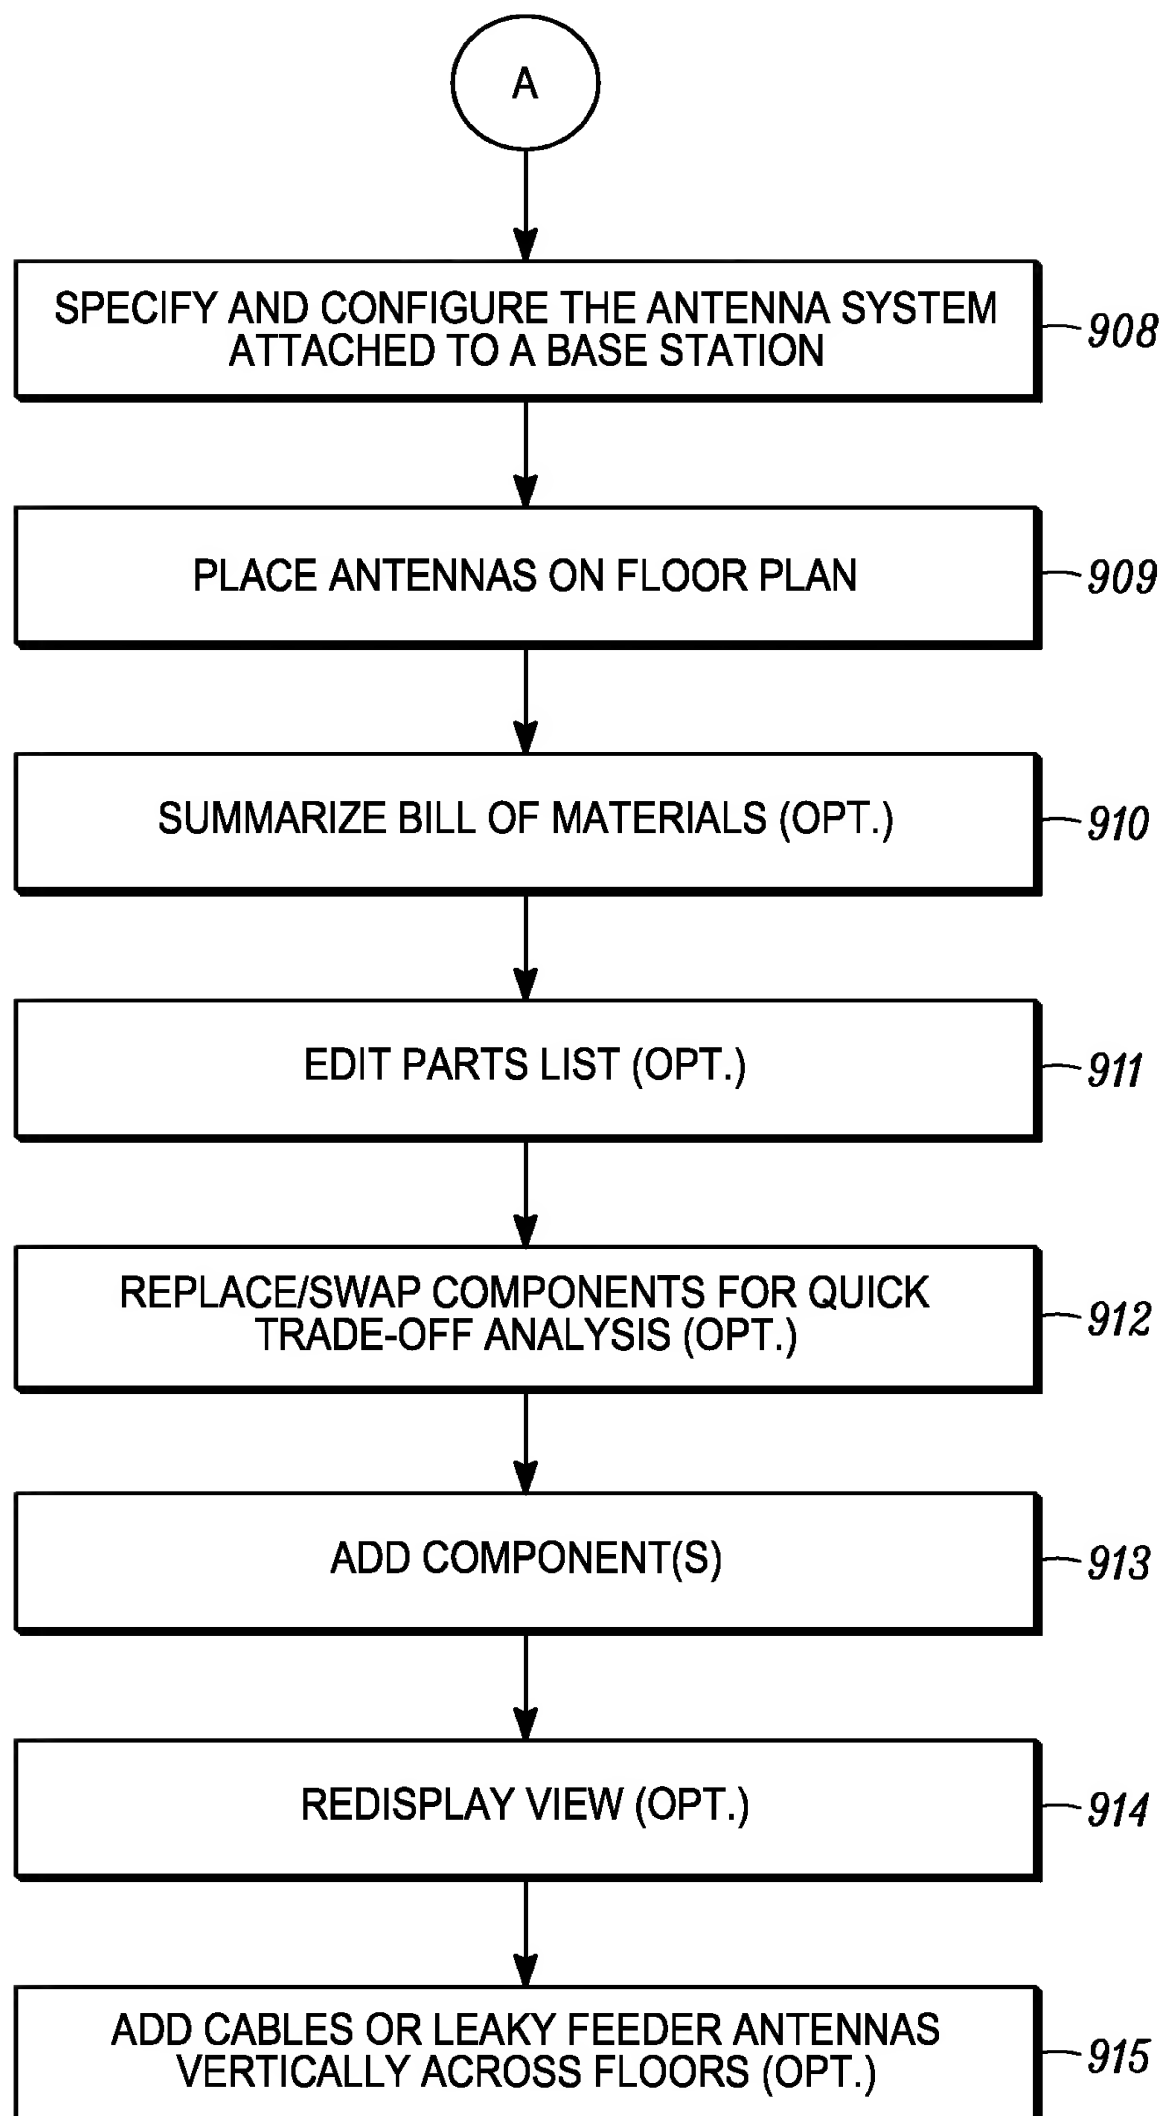 A
SPECIFY AND CONFIGURE THE ANTENNA SYSTEM
ATTACHED TO A BASE STATION
908
PLACE ANTENNAS ON FLOOR PLAN
909
SUMMARIZE BILL OF MATERIALS (OPT.)
910
EDIT PARTS LIST (OPT.)
911
REPLACE/SWAP COMPONENTS FOR QUICK
TRADE-OFF ANALYSIS (OPT.)
912
ADD COMPONENT(S)
913
REDISPLAY VIEW (OPT.)
914
ADD CABLES OR LEAKY FEEDER ANTENNAS
VERTICALLY ACROSS FLOORS (OPT.)
915